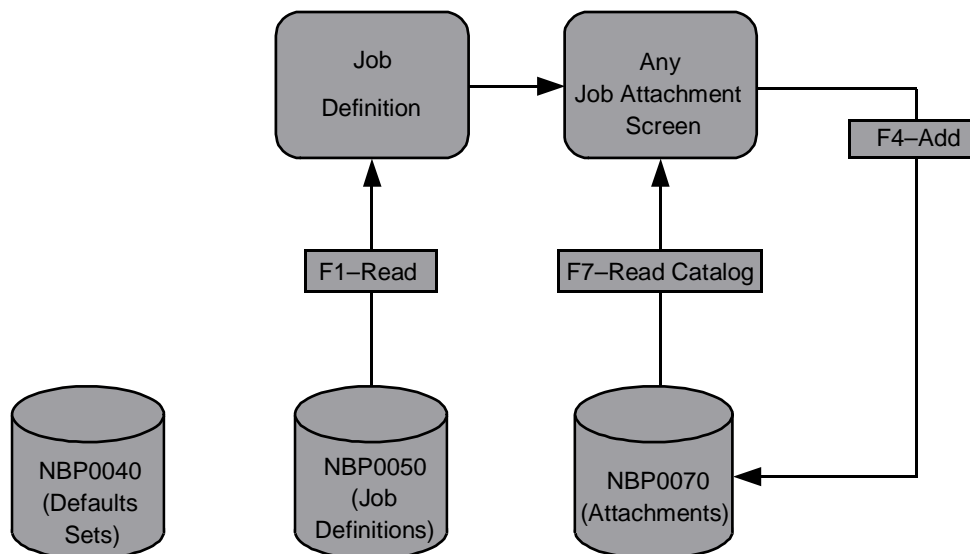 Job
Definition
Any
Job Attachment
Screen
F4–Add
F1–Read
F7–Read Catalog
NBP0040
(Defaults
Sets)
NBP0050
(Job
Definitions)
NBP0070
(Attachments)